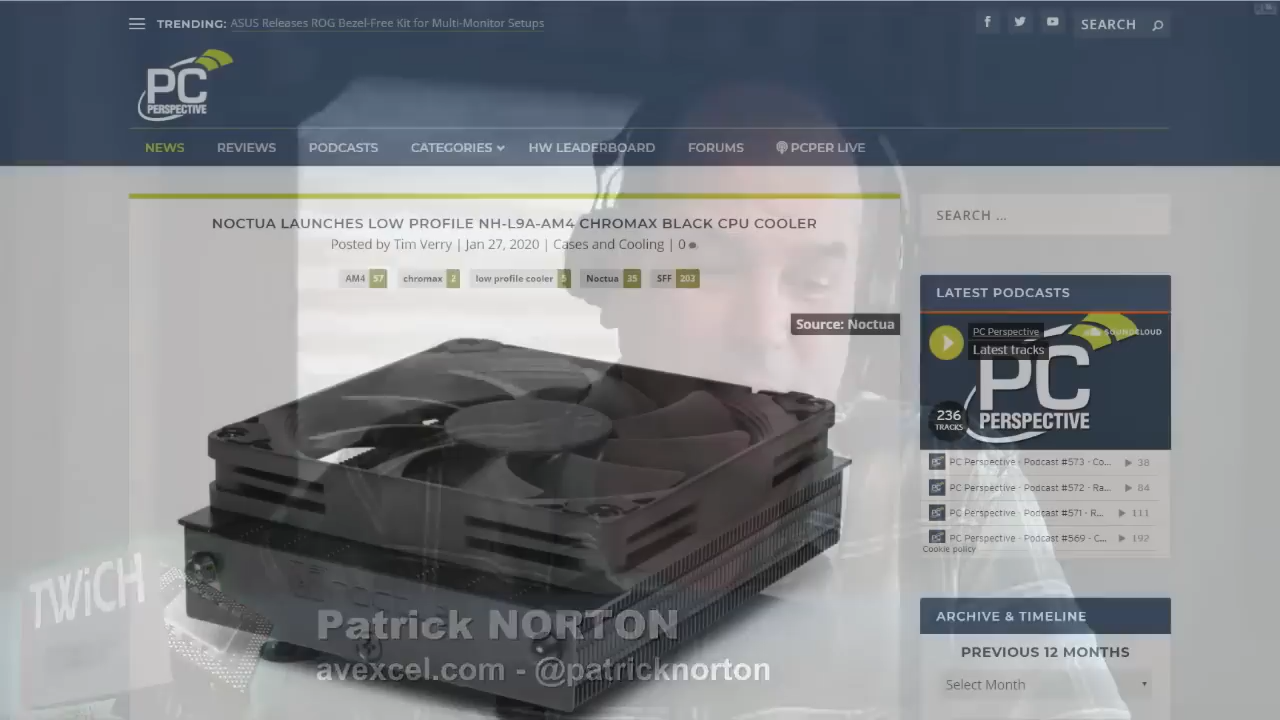 TRENDING: ASUS Releases ROG Bezel-Free Kit for Multi-Monitor Setups
SEARCH
PC
PERSPECTIVE
NEWS REVIEWS PODCASTS CATEGORIES HW LEADERBOARD FORUMS PCPER LIVE
NOCTUA LAUNCHES LOW PROFILE NH-L9A-AM4 CHROMAX BLACK CPU COOLER
Posted by Tim Verry | Jan 27, 2020 | Cases and Cooling | 0
AM4 57 chromax 2 low profile cooler 5 Noctua 35 SFF 203
Source: Noctua
SEARCH ...
LATEST PODCASTS
PC Perspective
SOUNDCLOUD
Latest tracks
PC
PERSPECTIVE
236
TRACKS
PC Perspective · Podcast #573 - Co... 38
PC Perspective · Podcast #572 - Ra... 84
PC Perspective · Podcast #571 - R... 111
PC Perspective · Podcast #569 - C... 192
Cookie policy
ARCHIVE & TIMELINE
PREVIOUS 12 MONTHS
Select Month
TWiCH
Patrick NORTON
avexcel.com - @patricknorton